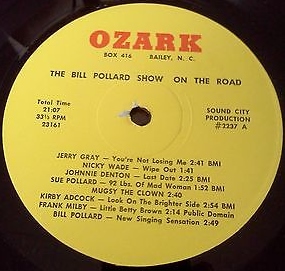 OZARK
BOX 416 BAILEY, N. C.
THE BILL POLLARD SHOW ON THE ROAD
Total Time
21:07
33⅓ RPM
23161
SOUND CITY
PRODUCTION
#2237 A
JERRY GRAY — You're Not Losing Me 2:41 BMI
NICKY WADE — Wipe Out 1:41
JOHNNIE DENTON — Last Date 2:25 BMI
SUE POLLARD — 92 Lbs. of Mad Woman 1:52 BMI
MUGSY THE CLOWN — 2:40
KIRBY ADCOCK — Look On The Brighter Side 2:54 BMI
FRANK MILBY — Little Betty Brown 2:14 Public Domain
BILL POLLARD — New Singing Sensation 2:49